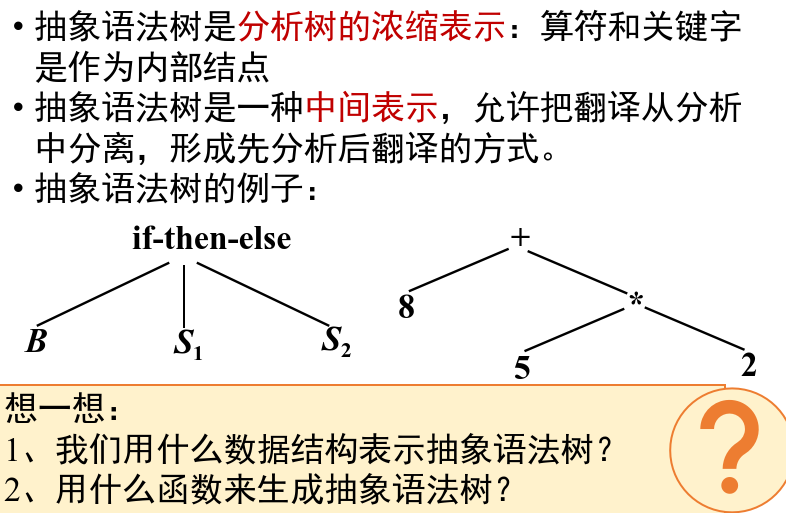 • 抽象语法树是分析树的浓缩表示：算符和关键字
是作为内部结点
• 抽象语法树是一种中间表示，允许把翻译从分析
中分离，形成先分析后翻译的方式。
• 抽象语法树的例子：
if-then-else
B
S1
S2
+
8
*
5
2
想一想：
1、我们用什么数据结构表示抽象语法树？
2、用什么函数来生成抽象语法树？
?